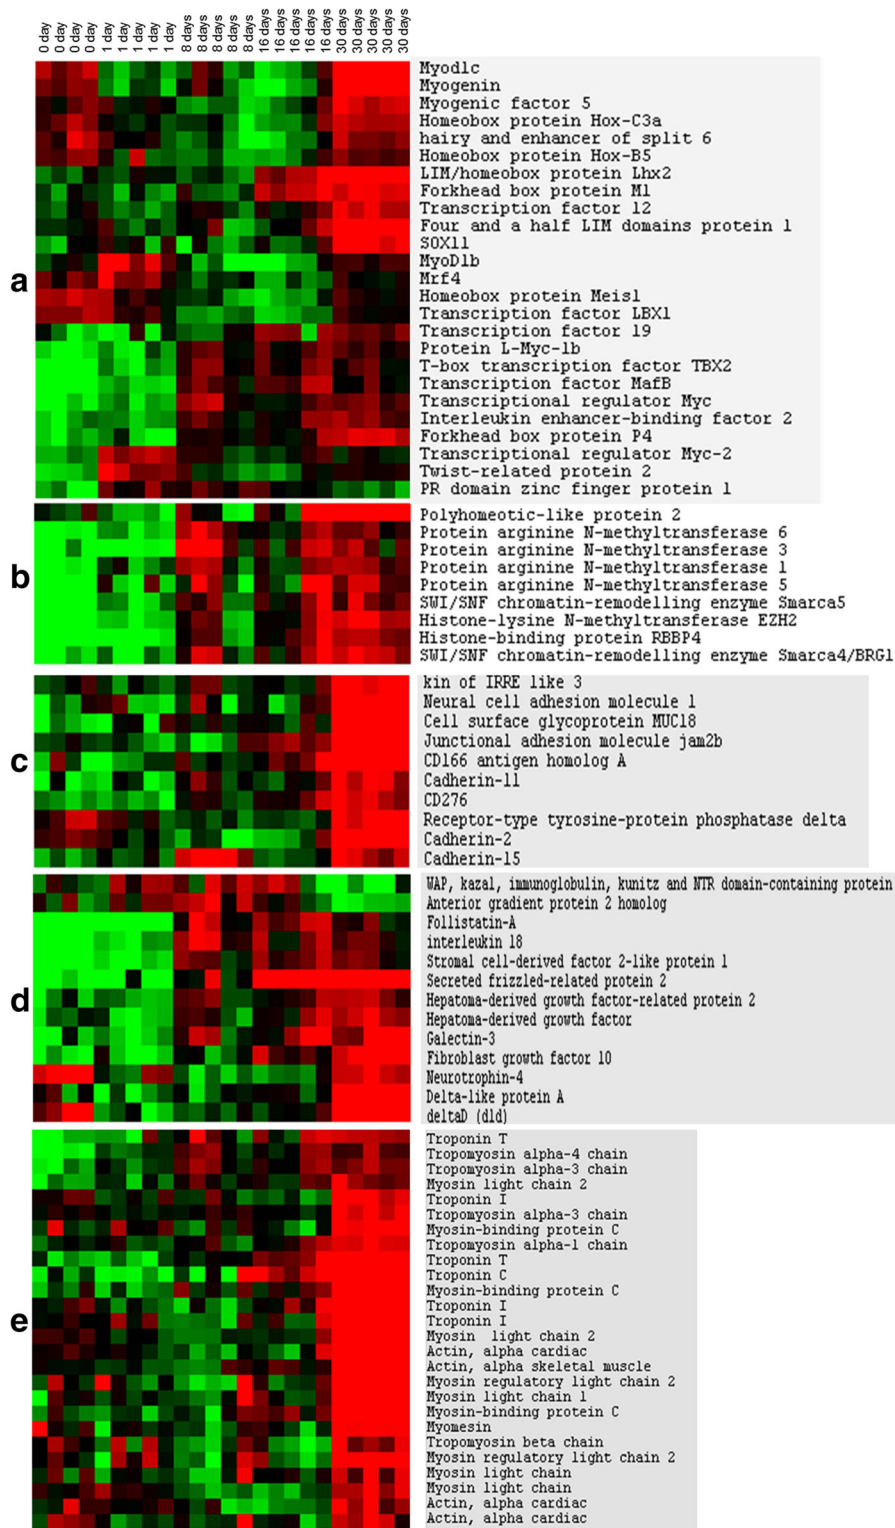 0 day
0 day
0 day
0 day
1 day
1 day
1 day
1 day
1 day
8 days
8 days
8 days
8 days
8 days
16 days
16 days
16 days
16 days
16 days
30 days
30 days
30 days
30 days
30 days
a
Myod1c
Myogenin
Myogenic factor 5
Homeobox protein Hox-C3a
hairy and enhancer of split 6
Homeobox protein Hox-B5
LIM/homeobox protein Lhx2
Forkhead box protein M1
Transcription factor 12
Four and a half LIM domains protein 1
SOX11
MyoD1b
Mrf4
Homeobox protein Meis1
Transcription factor LBX1
Transcription factor 19
Protein L-Myc-1b
T-box transcription factor TBX2
Transcription factor MafB
Transcriptional regulator Myc
Interleukin enhancer-binding factor 2
Forkhead box protein P4
Transcriptional regulator Myc-2
Twist-related protein 2
PR domain zinc finger protein 1
b
Polyhomeotic-like protein 2
Protein arginine N-methyltransferase 6
Protein arginine N-methyltransferase 3
Protein arginine N-methyltransferase 1
Protein arginine N-methyltransferase 5
SWI/SNF chromatin-remodelling enzyme Smarca5
Histone-lysine N-methyltransferase EZH2
Histone-binding protein RBBP4
SWI/SNF chromatin-remodelling enzyme Smarca4/BRG1
c
kin of IRRE like 3
Neural cell adhesion molecule 1
Cell surface glycoprotein MUC18
Junctional adhesion molecule jam2b
CD166 antigen homolog A
Cadherin-11
CD276
Receptor-type tyrosine-protein phosphatase delta
Cadherin-2
Cadherin-15
d
WAP, kazal, immunoglobulin, kunitz and NTR domain-containing protein
Anterior gradient protein 2 homolog
Follistatin-A
interleukin 18
Stromal cell-derived factor 2-like protein 1
Secreted frizzled-related protein 2
Hepatoma-derived growth factor-related protein 2
Hepatoma-derived growth factor
Galectin-3
Fibroblast growth factor 10
Neurotrophin-4
Delta-like protein A
deltaD (dld)
e
Troponin T
Tropomyosin alpha-4 chain
Tropomyosin alpha-3 chain
Myosin light chain 2
Troponin I
Tropomyosin alpha-3 chain
Myosin-binding protein C
Tropomyosin alpha-1 chain
Troponin T
Troponin C
Myosin-binding protein C
Troponin I
Troponin I
Myosin  light chain 2
Actin, alpha cardiac
Actin, alpha skeletal muscle
Myosin regulatory light chain 2
Myosin light chain 1
Myosin-binding protein C
Myomesin
Tropomyosin beta chain
Myosin regulatory light chain 2
Myosin light chain
Myosin light chain
Actin, alpha cardiac
Actin, alpha cardiac